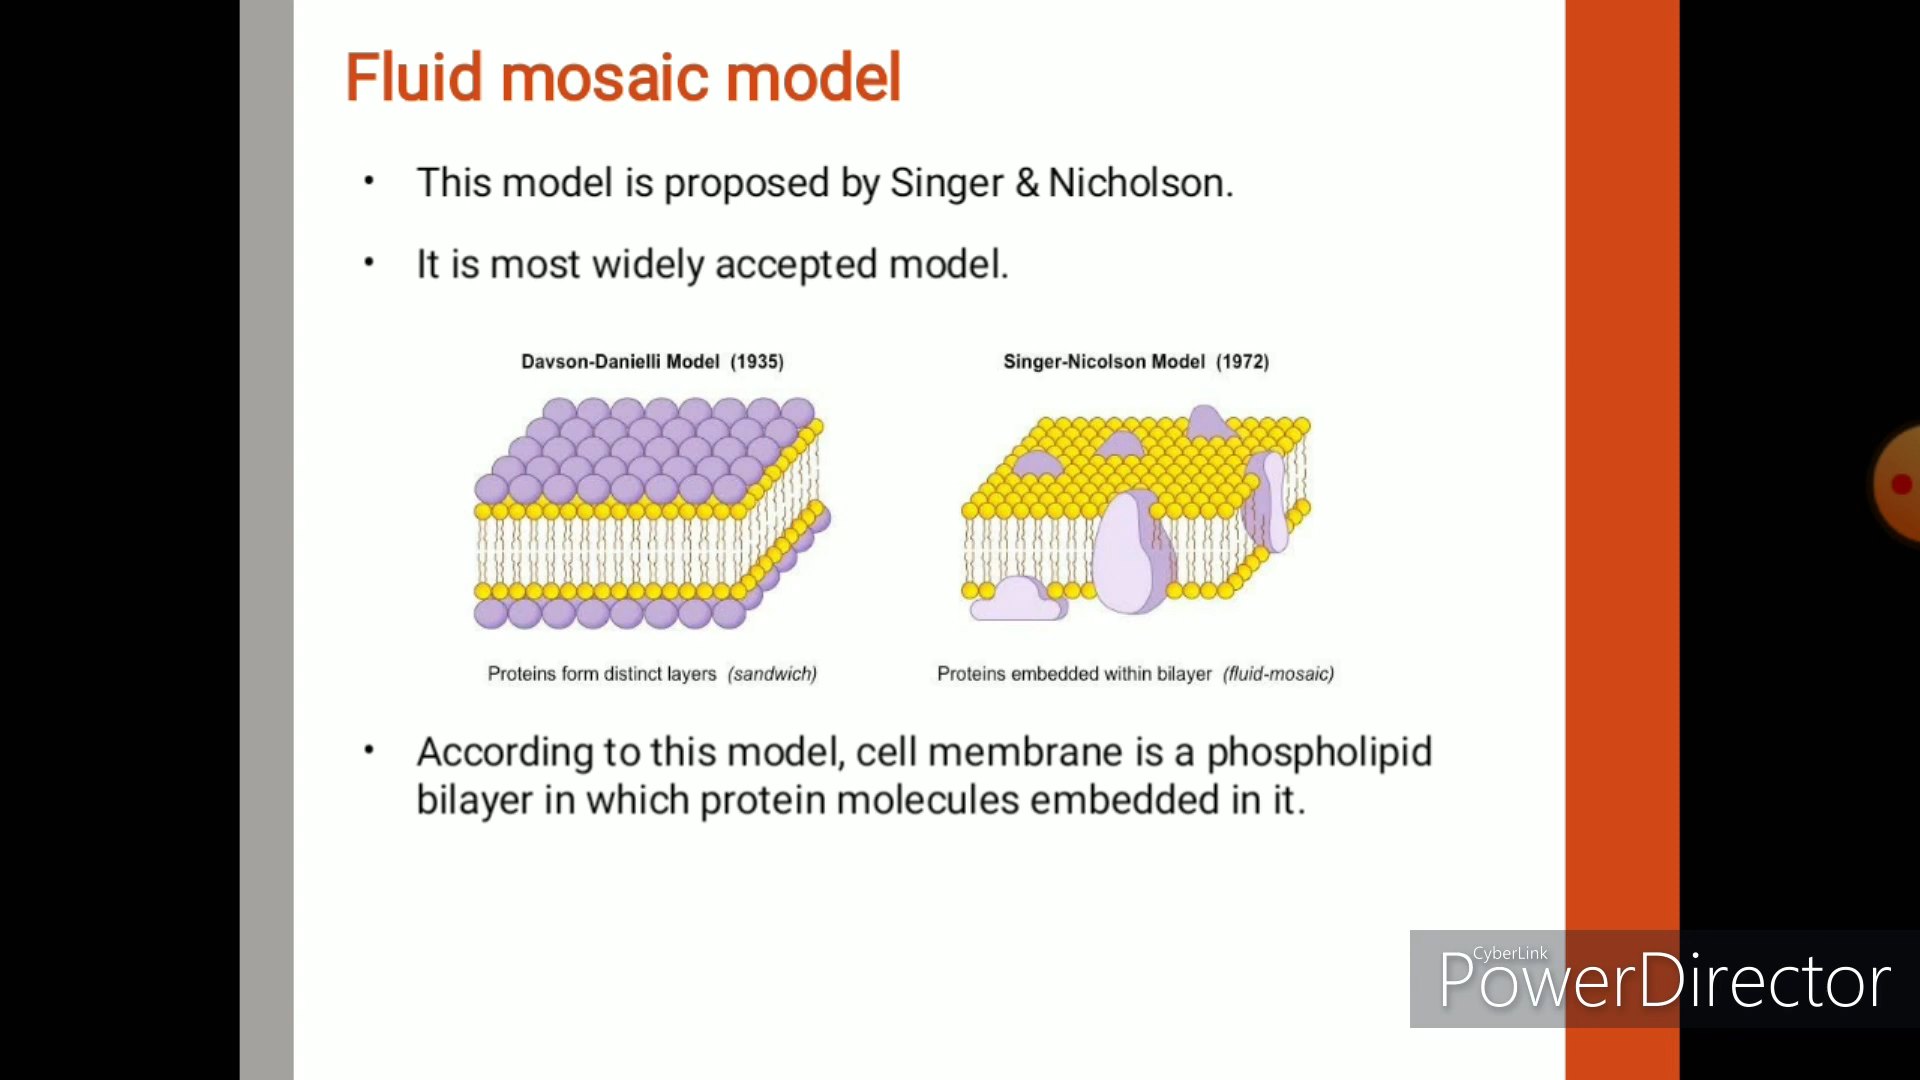 Fluid mosaic model
• This model is proposed by Singer & Nicholson.
• It is most widely accepted model.
Davson-Danielli Model (1935)
Singer-Nicolson Model (1972)
Proteins form distinct layers (sandwich)
Proteins embedded within bilayer (fluid-mosaic)
• According to this model, cell membrane is a phospholipid
bilayer in which protein molecules embedded in it.
CyberLink
PowerDirector